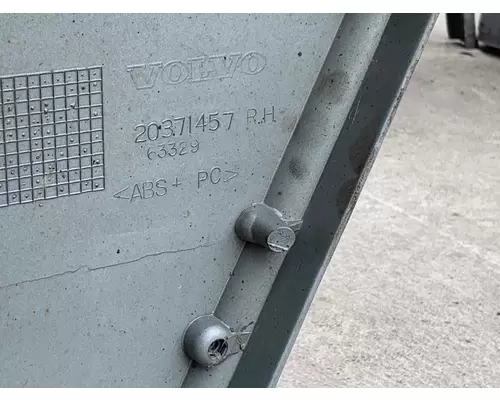 VOLVO
20371457 R.H.
63329
<ABS+ PC>